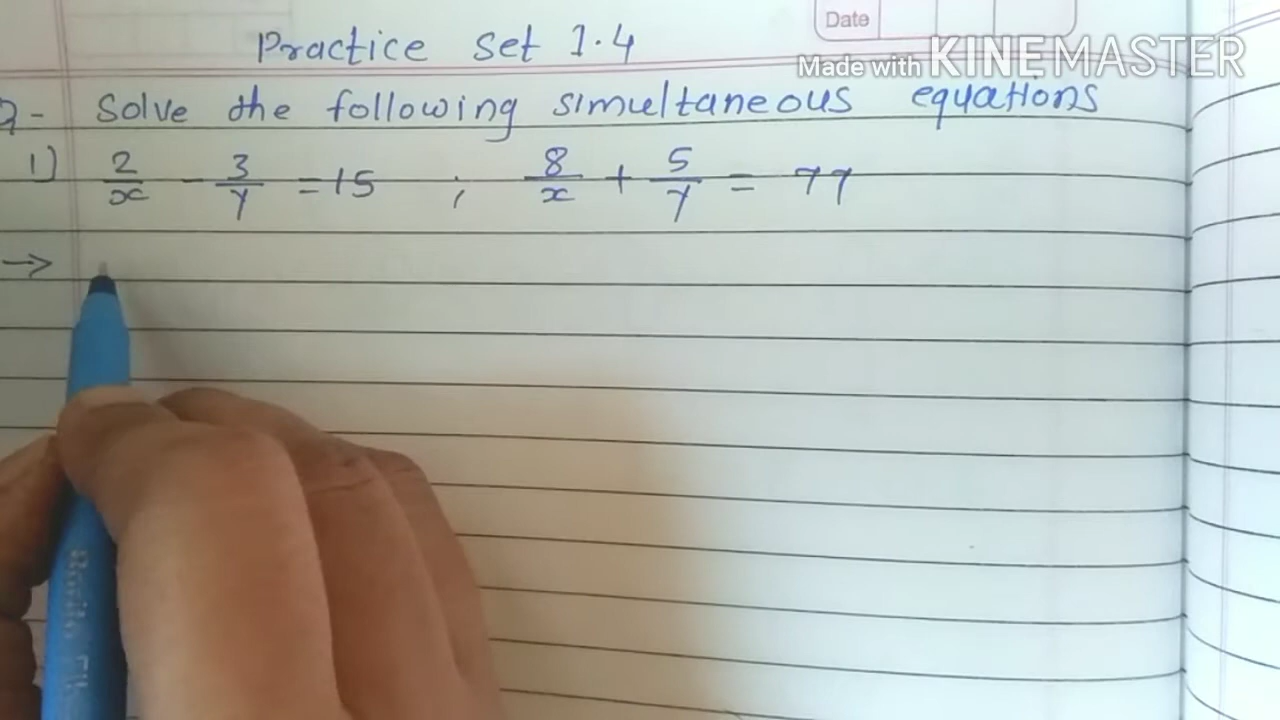 Date
Made with KINEMASTER
Practice set 1.4
Q- Solve the following simultaneous equations
1) 2/x - 3/y = 15 ; 8/x + 5/y = 77
→